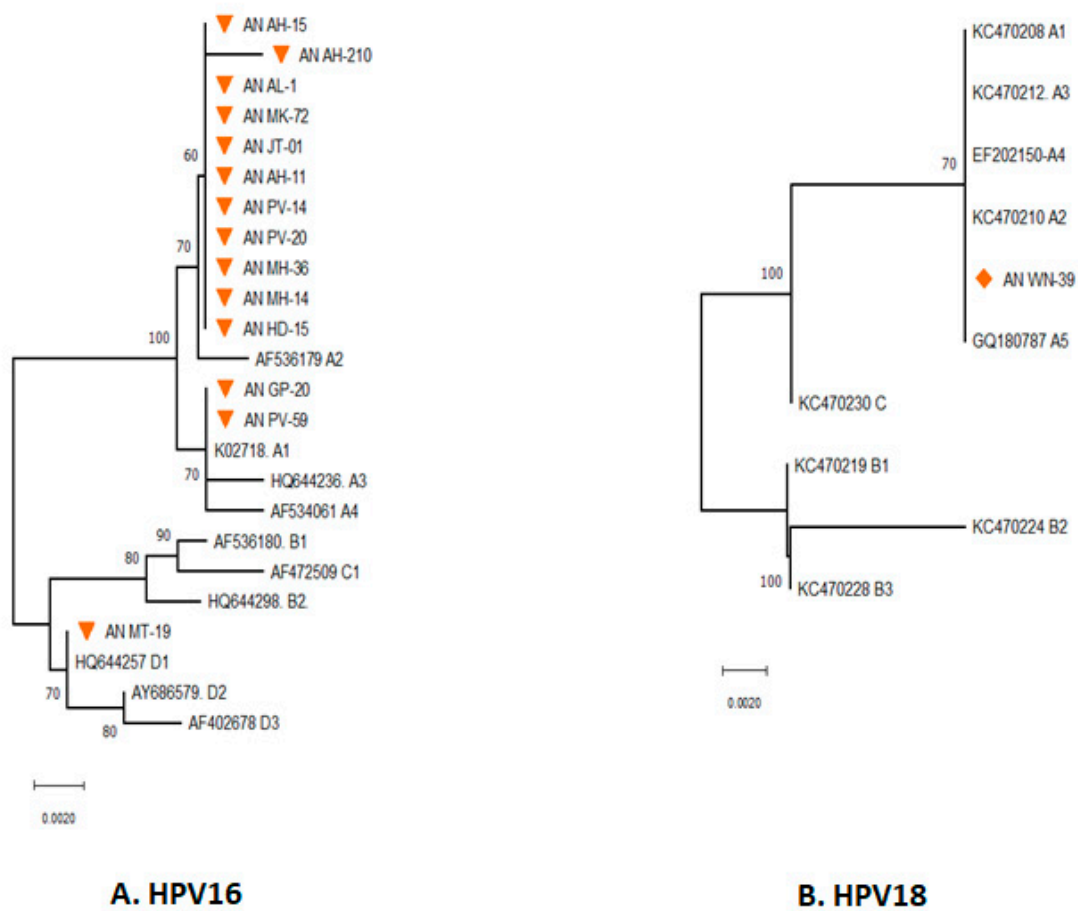 AN AH-15
AN AH-210
AN AL-1
AN MK-72
AN JT-01
60
AN AH-11
AN PV-14
AN PV-20
70
AN MH-36
AN MH-14
AN HD-15
100
AF536179 A2
AN GP-20
AN PV-59
K02718. A1
HQ644236. A3
70
AF534061 A4
AF536180. B1
90
AF472509 C1
80
HQ644298. B2.
AN MT-19
HQ644257 D1
70
AY686579. D2
AF402678 D3
80
0.0020
A. HPV16
KC470208 A1
KC470212. A3
EF202150-A4
70
KC470210 A2
AN WN-39
100
GQ180787 A5
KC470230 C
KC470219 B1
KC470224 B2
100
KC470228 B3
0.0020
B. HPV18